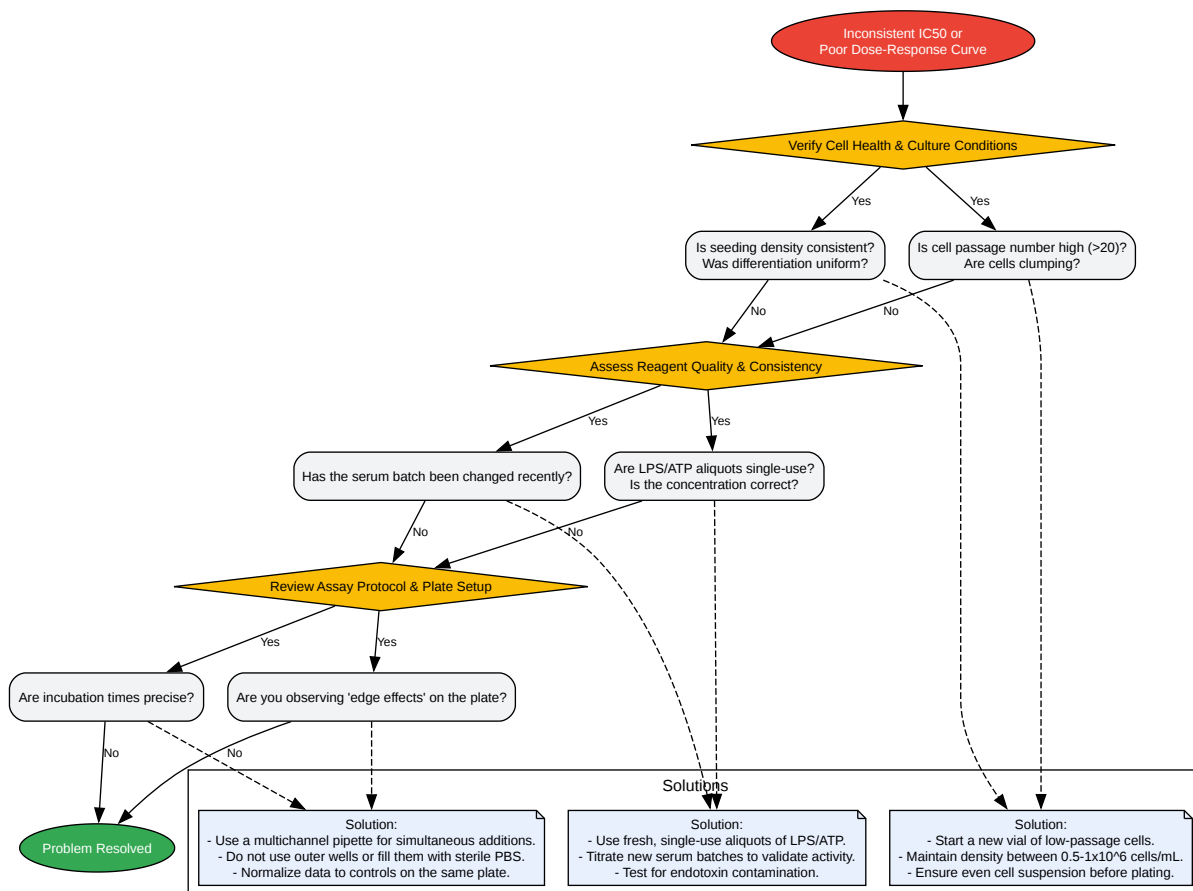 Inconsistent IC50 or
Poor Dose-Response Curve
Verify Cell Health & Culture Conditions
Yes
Yes
Is seeding density consistent?
Was differentiation uniform?
Is cell passage number high (>20)?
Are cells clumping?
No
No
Assess Reagent Quality & Consistency
Yes
Yes
Has the serum batch been changed recently?
Are LPS/ATP aliquots single-use?
Is the concentration correct?
No
No
Review Assay Protocol & Plate Setup
Yes
Yes
Are incubation times precise?
Are you observing 'edge effects' on the plate?
No
No
Solutions
Problem Resolved
Solution:
- Use a multichannel pipette for simultaneous additions.
- Do not use outer wells or fill them with sterile PBS.
- Normalize data to controls on the same plate.
Solution:
- Use fresh, single-use aliquots of LPS/ATP.
- Titrate new serum batches to validate activity.
- Test for endotoxin contamination.
Solution:
- Start a new vial of low-passage cells.
- Maintain density between 0.5-1x10^6 cells/mL.
- Ensure even cell suspension before plating.